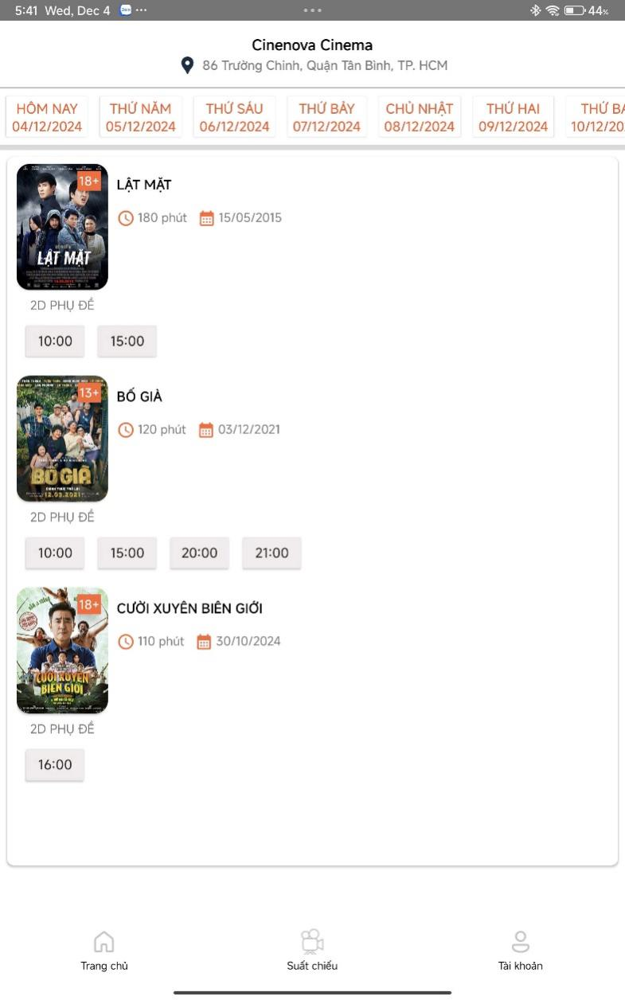 5:41 Wed, Dec 4 Zalo ••• ••• 44%
Cinenova Cinema
86 Trường Chinh, Quận Tân Bình, TP. HCM
HÔM NAY THỨ NĂM THỨ SÁU THỨ BẢY CHỦ NHẬT THỨ HAI THỨ BA
04/12/2024 05/12/2024 06/12/2024 07/12/2024 08/12/2024 09/12/2024 10/12/20
18+
LẬT MẶT
180 phút 15/05/2015
LẬT MẶT
2D PHỤ ĐỀ
10:00 15:00
13+
BỐ GIÀ
120 phút 03/12/2021
BỐ GIÀ
12.03.2021
2D PHỤ ĐỀ
10:00 15:00 20:00 21:00
18+
CƯỜI XUYÊN BIÊN GIỚI
110 phút 30/10/2024
CƯỜI XUYÊN
BIÊN GIỚI
2D PHỤ ĐỀ
16:00
Trang chủ Suất chiếu Tài khoản